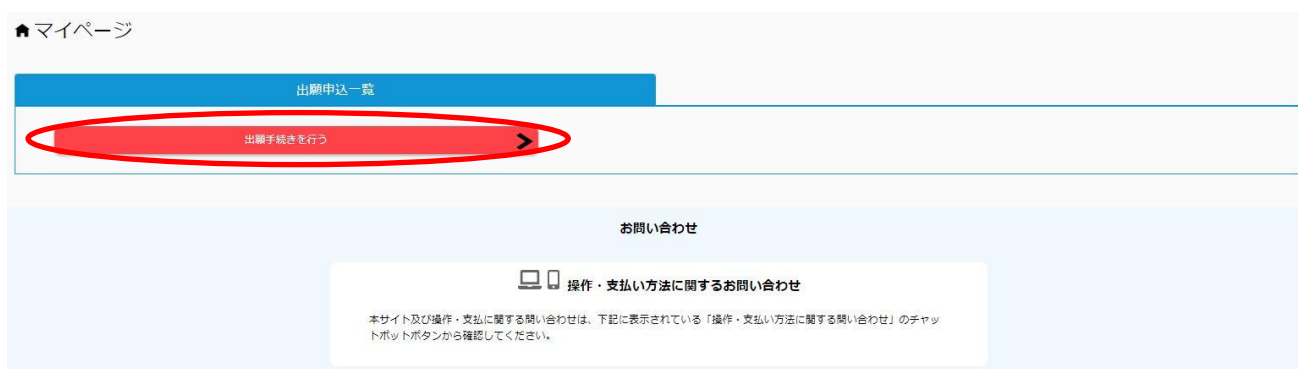 マイページ
出願申込一覧
出願手続きを行う
お問い合わせ
操作・支払い方法に関するお問い合わせ
本サイト及び操作・支払に関する問い合わせは、下記に表示されている「操作・支払い方法に関する問い合わせ」のチャッ
トボットボタンから確認してください。